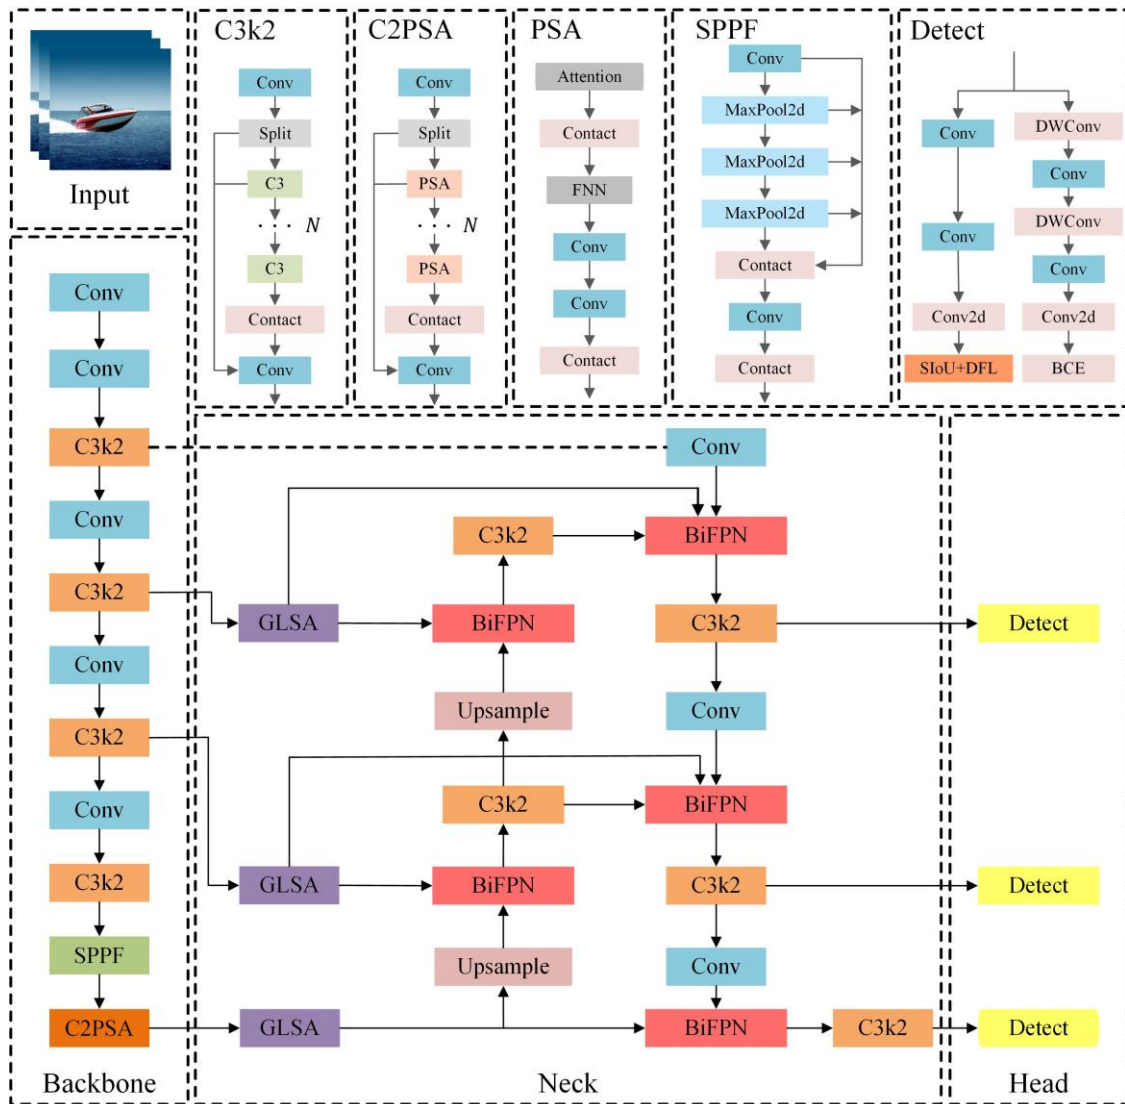 Input
C3k2
Conv
Split
C3
· · · N
C3
Contact
Conv
C2PSA
Conv
Split
PSA
· · · N
PSA
Contact
Conv
PSA
Attention
Contact
FNN
Conv
Conv
Contact
SPPF
Conv
MaxPool2d
MaxPool2d
MaxPool2d
Contact
Conv
Contact
Detect
Conv
Conv
Conv2d
SIoU+DFL
DWConv
Conv
DWConv
Conv
Conv2d
BCE
Conv
Conv
C3k2
Conv
C3k2
Conv
C3k2
Conv
C3k2
SPPF
C2PSA
Backbone
Conv
C3k2
BiFPN
GLSA
BiFPN
C3k2
Upsample
Conv
C3k2
BiFPN
GLSA
BiFPN
C3k2
Upsample
Conv
GLSA
BiFPN
C3k2
Neck
Detect
Detect
Detect
Head